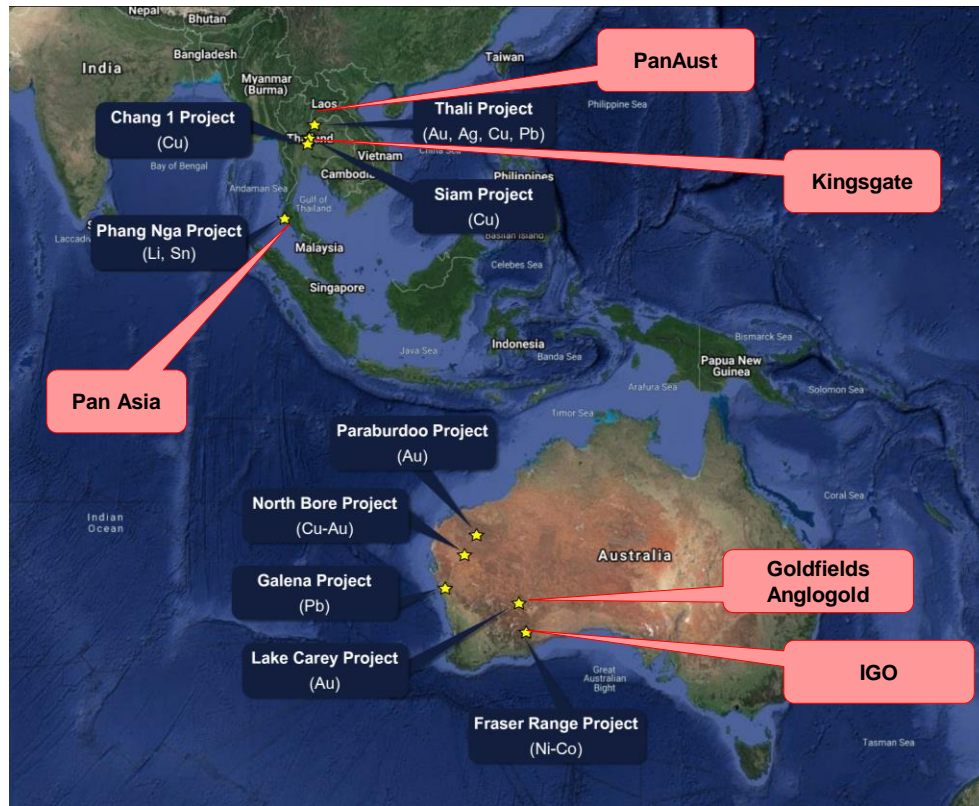 Nepal
Bhutan
Bangladesh
India
Taiwan
Myanmar
(Burma)
PanAust
Laos
Philippine Sea
Chang 1 Project
(Cu)
Thali Project
(Au, Ag, Cu, Pb)
Bay of Bengal
Vietnam
China Sea
Philippines
Kingsgate
Andaman Sea
Gulf of
Thailand
Siam Project
(Cu)
Phang Nga Project
(Li, Sn)
Malaysia
Basilan Island
Celebes Sea
Singapore
Indonesia
Java Sea
Banda Sea
Bismarck Sea
Papua New
Guinea
Solomon Sea
Arafura Sea
Pan Asia
Timor Sea
Paraburdoo Project
(Au)
Coral Sea
North Bore Project
(Cu-Au)
Indian
Ocean
Australia
Galena Project
(Pb)
Goldfields
Anglogold
Lake Carey Project
(Au)
Great
Australian
Bight
IGO
Fraser Range Project
(Ni-Co)
Tasman Sea